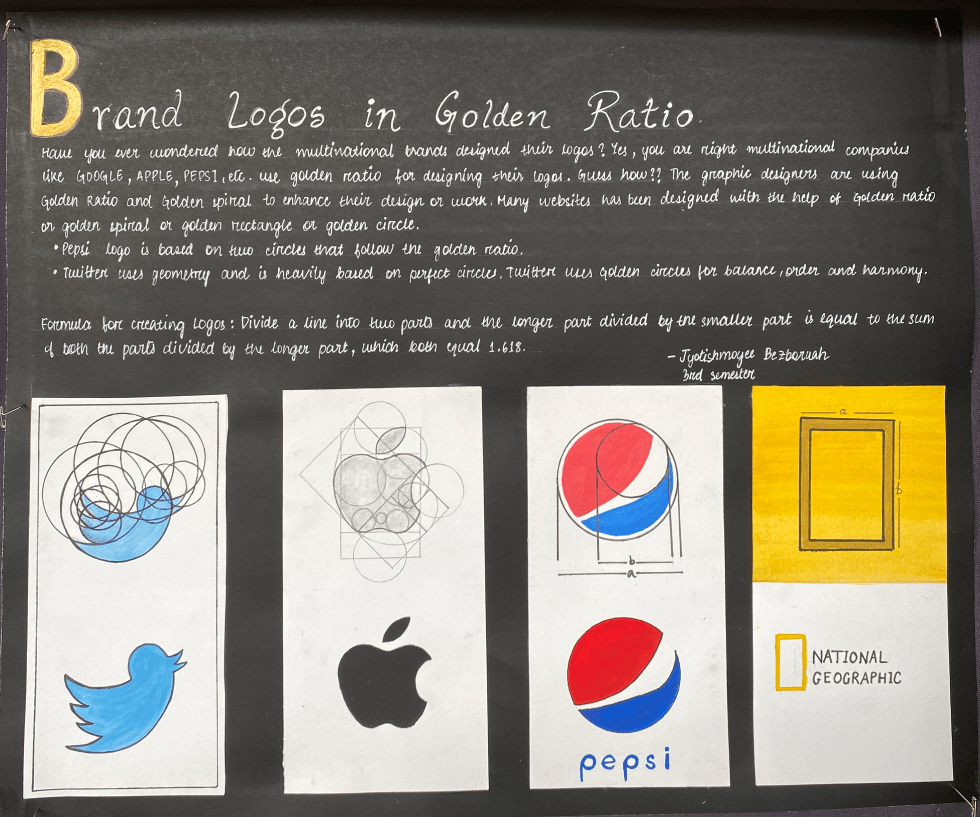 Brand Logos in Golden Ratio
Have you ever wondered how the multinational brands designed their logos? Yes, you are right multinational companies
like GOOGLE, APPLE, PEPSI, etc. use golden ratio for designing their logos. Guess how?? The graphic designers are using
Golden Ratio and Golden spiral to enhance their design or work. Many websites has been designed with the help of Golden ratio
or golden spiral or golden rectangle or golden circle.
• Pepsi logo is based on two circles that follow the golden ratio.
• Twitter uses geometry and is heavily based on perfect circles. Twitter uses Golden circles for balance, order and harmony.
Formula for creating Logos: Divide a line into two parts and the longer part divided by the smaller part is equal to the sum
of both the parts divided by the longer part, which both equal 1.618.
- Jyotishmoyee Bezboruah
3rd semester
b
a
pepsi
a
b
NATIONAL
GEOGRAPHIC